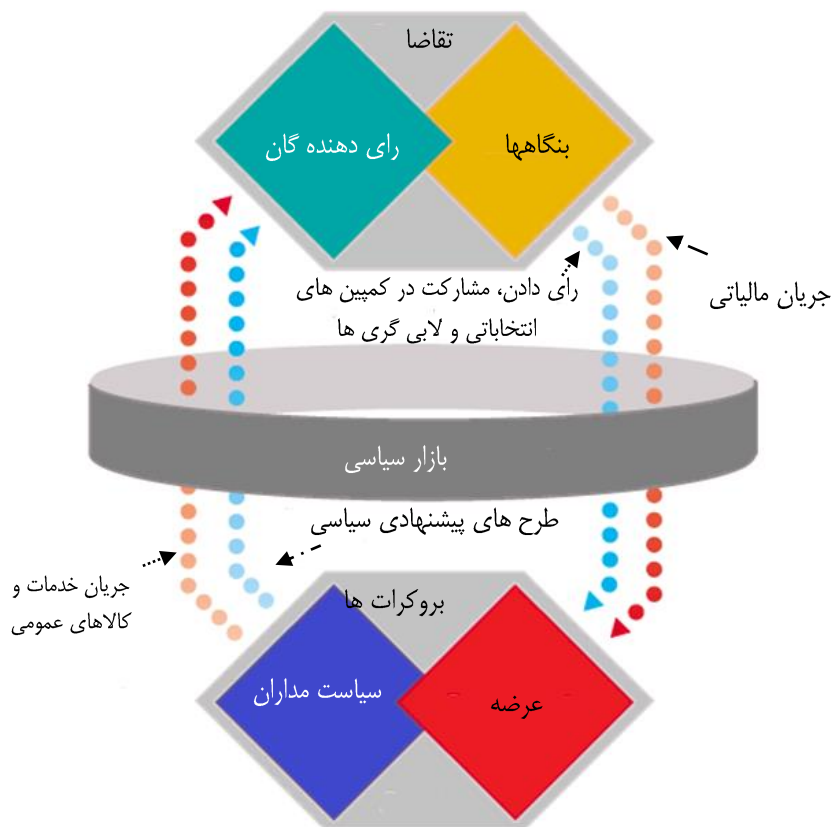 تقاضا
رای دهنده گان
بنگاهها
رای دادن، مشارکت در کمپین های
انتخاباتی و لابی گری ها
جریان مالیاتی
بازار سیاسی
طرح های پیشنهادی سیاسی
جریان خدمات و
کالاهای عمومی
بروکرات ها
سیاست مداران
عرضه